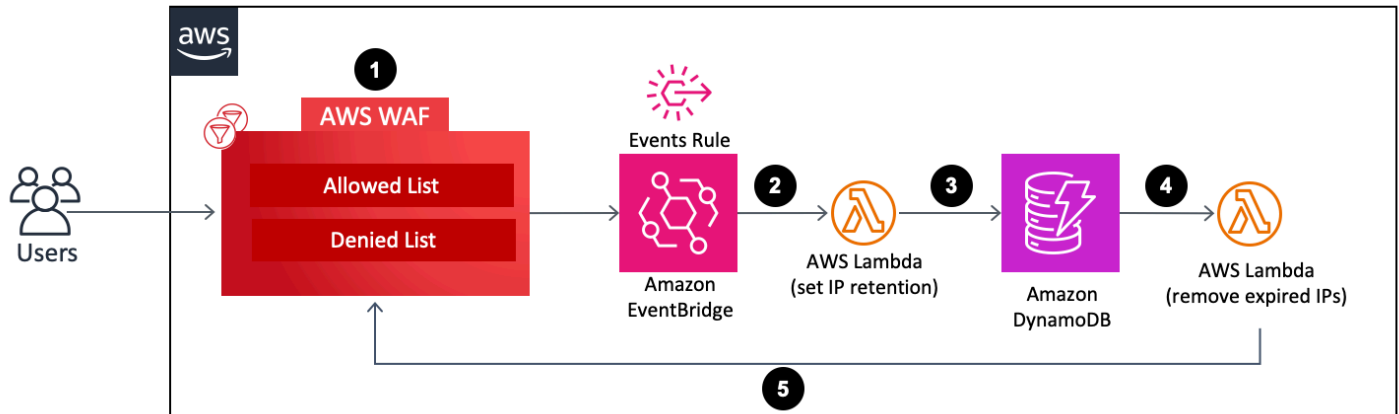 aws
1
AWS WAF
Allowed List
Denied List
Users
Events Rule
Amazon
EventBridge
2
AWS Lambda
(set IP retention)
3
Amazon
DynamoDB
4
AWS Lambda
(remove expired IPs)
5